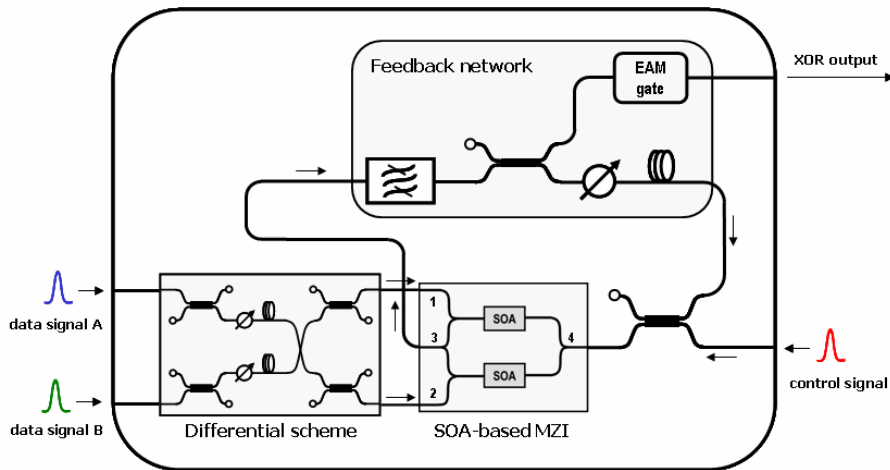 Feedback network
EAM
gate
XOR output
data signal A
data signal B
1
3
2
SOA
SOA
4
control signal
Differential scheme
SOA-based MZI